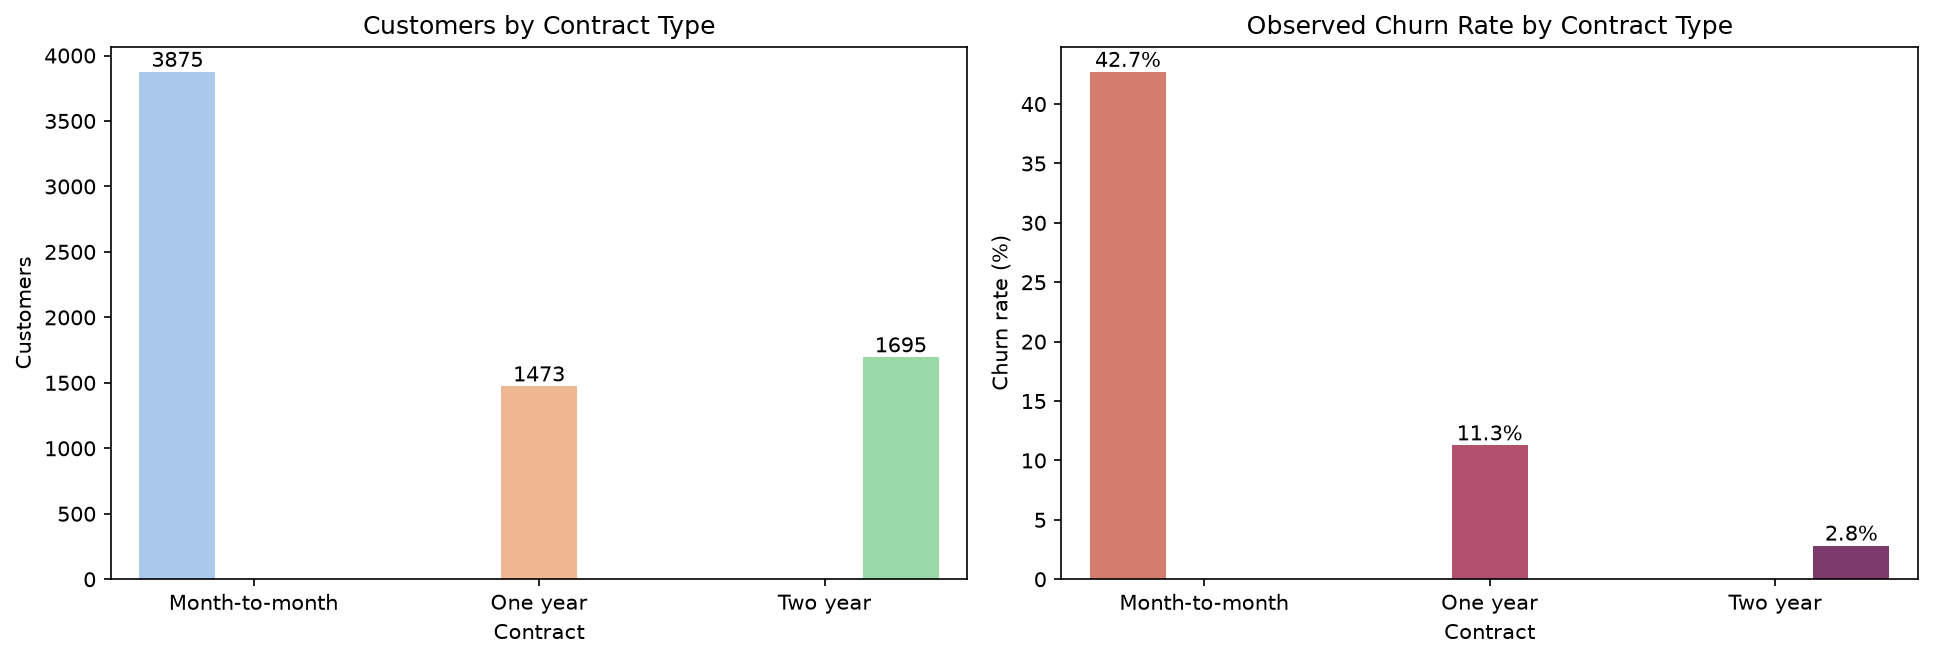 Customers by Contract Type
Customers
4000
3500
3000
2500
2000
1500
1000
500
0
3875
1473
1695
Month-to-month
One year
Two year
Contract
Observed Churn Rate by Contract Type
Churn rate (%)
40
35
30
25
20
15
10
5
0
42.7%
11.3%
2.8%
Month-to-month
One year
Two year
Contract